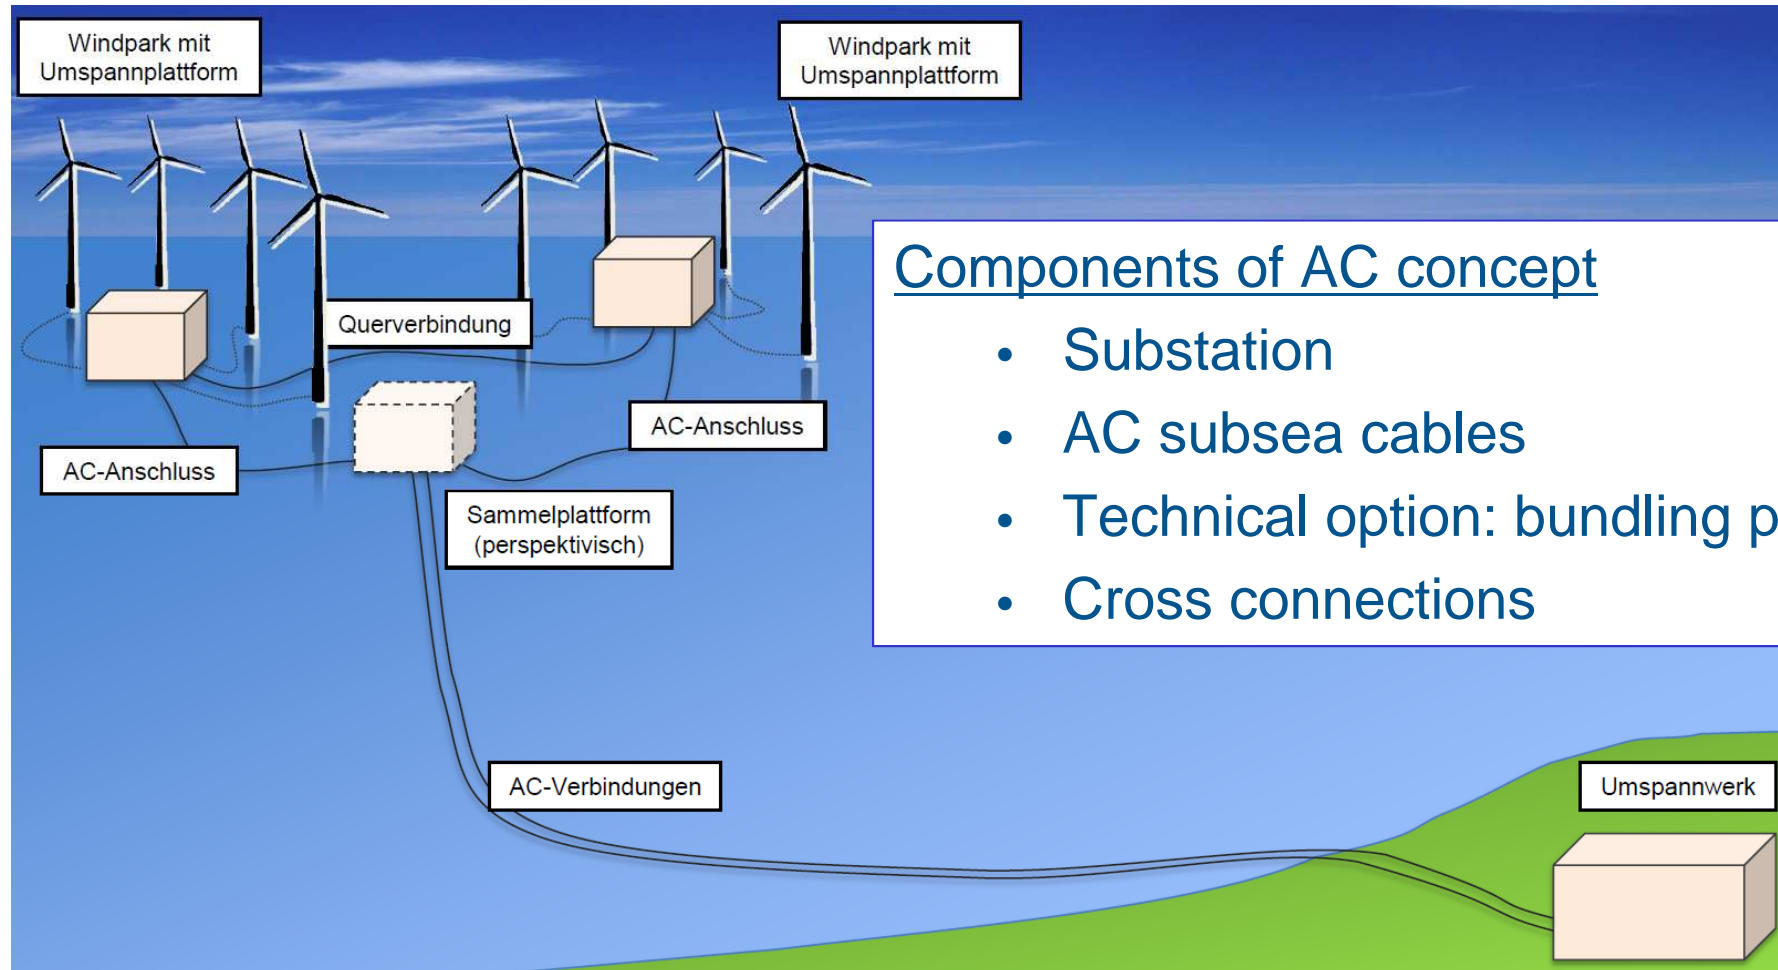 Windpark mit
Umspannplattform
Windpark mit
Umspannplattform
Querverbindung
AC-Anschluss
AC-Anschluss
Sammelplattform
(perspektivisch)
AC-Verbindungen
Umspannwerk
Components of AC concept
• Substation
• AC subsea cables
• Technical option: bundling
• Cross connections